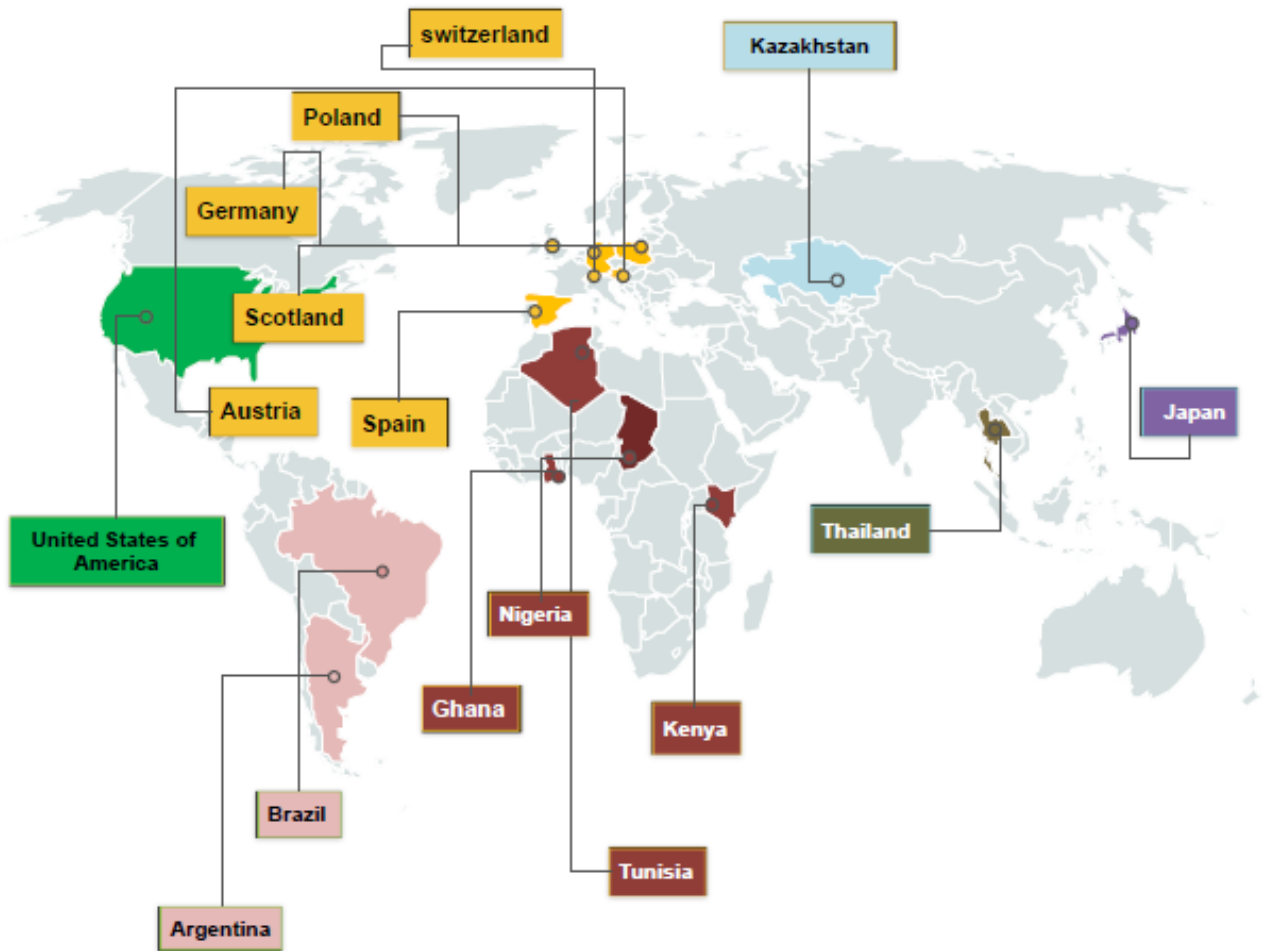 switzerland
Kazakhstan
Poland
Germany
Scotland
Austria
Spain
Japan
United States of
America
Thailand
Nigeria
Ghana
Kenya
Brazil
Tunisia
Argentina